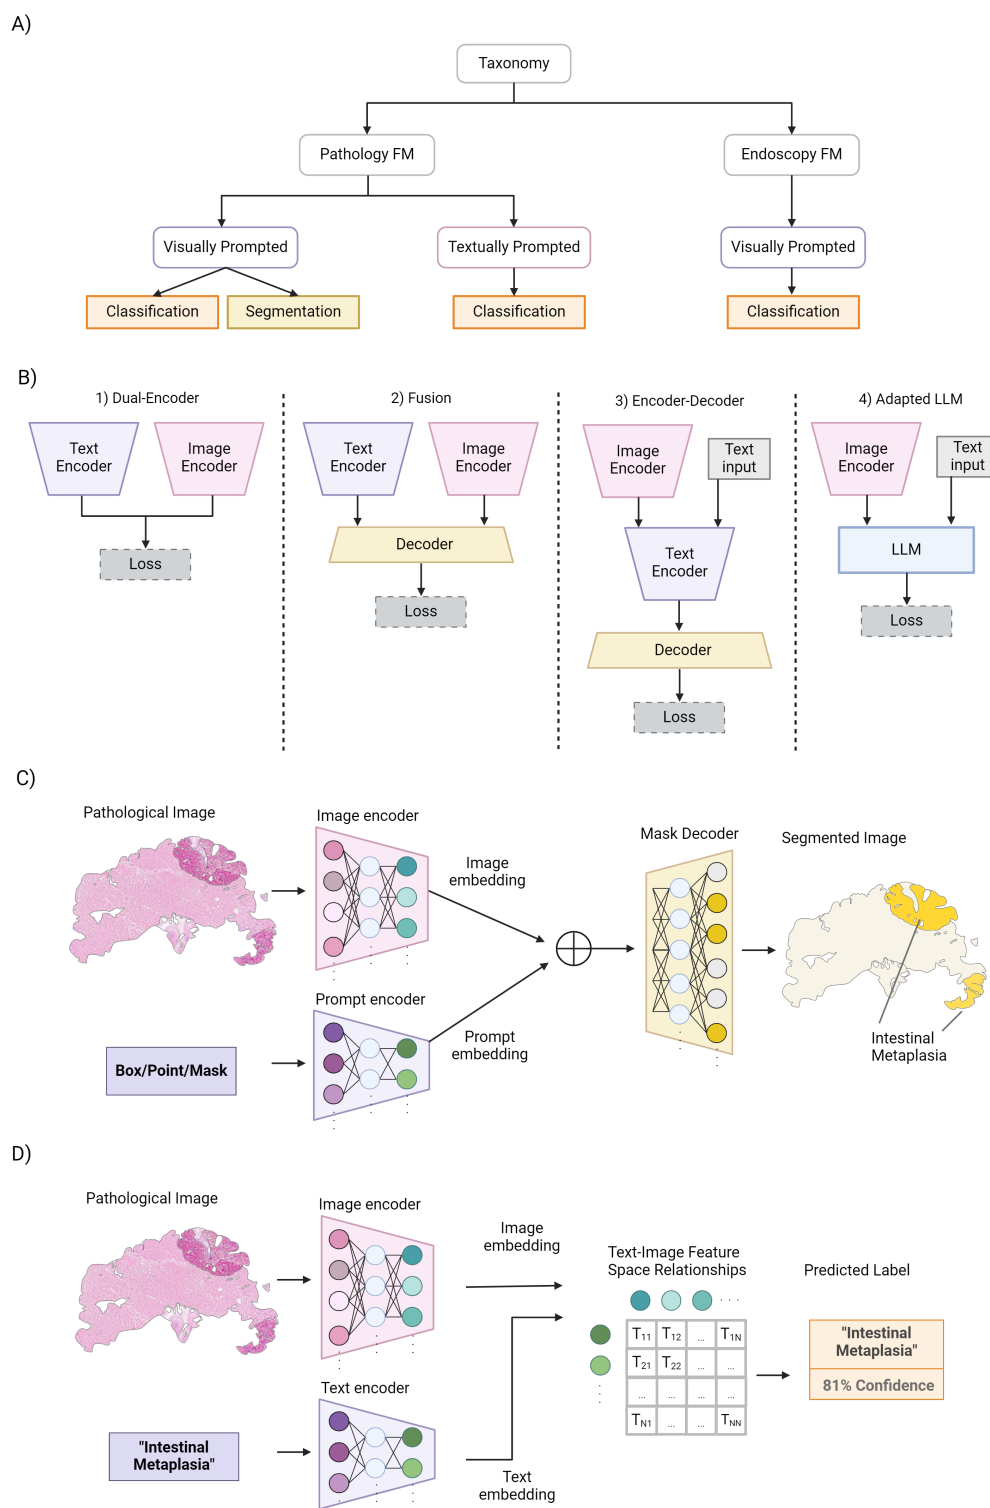 A)
Taxonomy
Pathology FM
Endoscopy FM
Visually Prompted
Textually Prompted
Visually Prompted
Classification
Segmentation
Classification
Classification
B)
1) Dual-Encoder
2) Fusion
3) Encoder-Decoder
4) Adapted LLM
Text
Encoder
Image
Encoder
Loss
Text
Encoder
Image
Encoder
Decoder
Loss
Image
Encoder
Text
input
Text
Encoder
Decoder
Loss
Image
Encoder
Text
input
LLM
Loss
C)
Pathological Image
Image encoder
Image
embedding
Mask Decoder
Segmented Image
Prompt encoder
Box/Point/Mask
Prompt
embedding
Intestinal
Metaplasia
D)
Pathological Image
Image encoder
Image
embedding
Text-Image Feature
Space Relationships
Predicted Label
T11 T12 ... T1N
T21 T22 ... ...
... ... ... ...
TN1 ... ... TNN
"Intestinal
Metaplasia"
81% Confidence
Text encoder
"Intestinal
Metaplasia"
Text
embedding